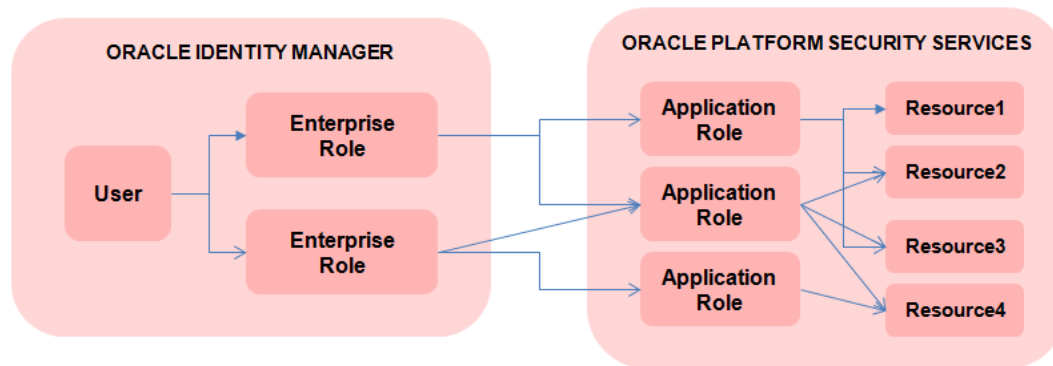 ORACLE IDENTITY MANAGER
User
Enterprise
Role
Enterprise
Role
ORACLE PLATFORM SECURITY SERVICES
Application
Role
Application
Role
Application
Role
Resource1
Resource2
Resource3
Resource4